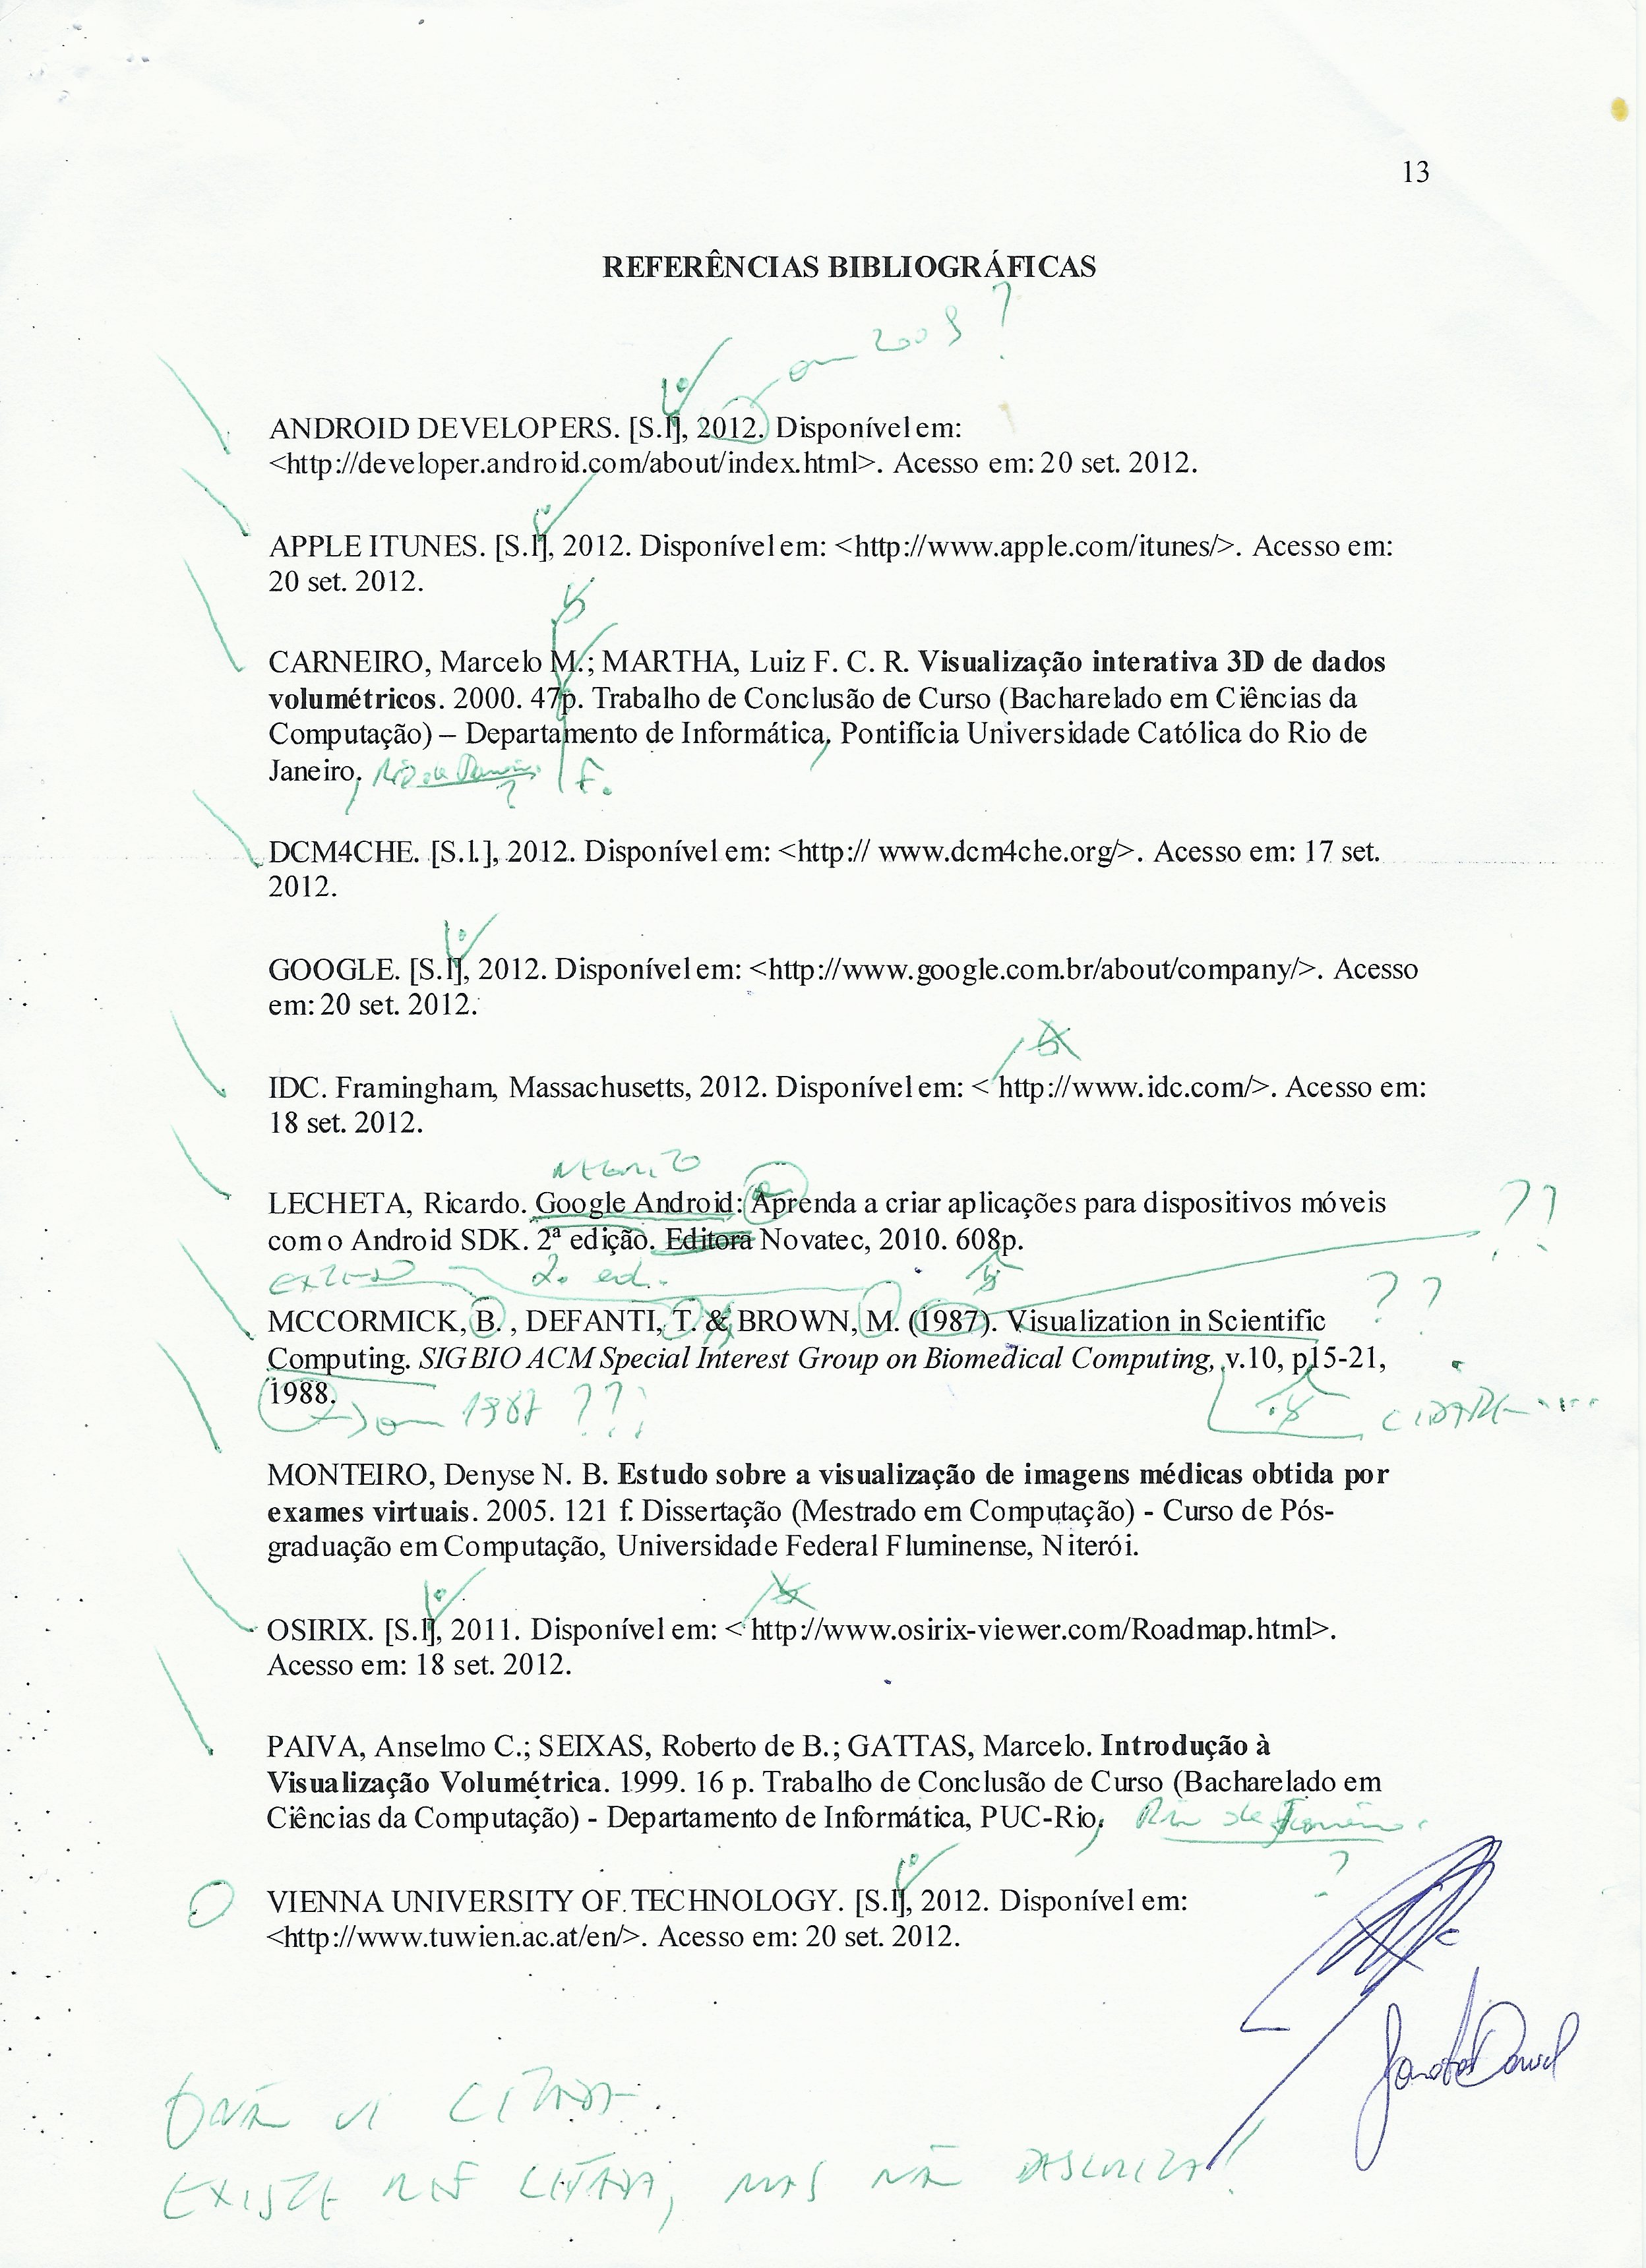 13
REFERÊNCIAS BIBLIOGRÁFICAS
ou 2009?
ANDROID DEVELOPERS. [S.l], 2012. Disponível em:
<http://developer.android.com/about/index.html>. Acesso em: 20 set. 2012.
APPLE ITUNES. [S.l], 2012. Disponível em: <http://www.apple.com/itunes/>. Acesso em:
20 set. 2012.
CARNEIRO, Marcelo M.; MARTHA, Luiz F. C. R. Visualização interativa 3D de dados
volumétricos. 2000. 47p. Trabalho de Conclusão de Curso (Bacharelado em Ciências da
Computação) – Departamento de Informática, Pontifícia Universidade Católica do Rio de
Janeiro, Rio de Janeiro ? f.
DCM4CHE. [S.l.], 2012. Disponível em: <http:// www.dcm4che.org/>. Acesso em: 17 set.
2012.
GOOGLE. [S.l], 2012. Disponível em: <http://www.google.com.br/about/company/>. Acesso
em: 20 set. 2012.
IDC. Framingham, Massachusetts, 2012. Disponível em: < http://www.idc.com/>. Acesso em:
18 set. 2012.
negrito
LECHETA, Ricardo. Google Android: Aprenda a criar aplicações para dispositivos móveis
com o Android SDK. 2ª edição. Editora Novatec, 2010. 608p.
??
EXTENSO 2. ed.
??
MCCORMICK, B. , DEFANTI, T. & BROWN, M. (1987). Visualization in Scientific
Computing. SIGBIO ACM Special Interest Group on Biomedical Computing, v.10, p15-21,
1988.
ou 1987 ???
CIDADE....
MONTEIRO, Denyse N. B. Estudo sobre a visualização de imagens médicas obtida por
exames virtuais. 2005. 121 f. Dissertação (Mestrado em Computação) - Curso de Pós-
graduação em Computação, Universidade Federal Fluminense, Niterói.
OSIRIX. [S.l], 2011. Disponível em: < http://www.osirix-viewer.com/Roadmap.html>.
Acesso em: 18 set. 2012.
PAIVA, Anselmo C.; SEIXAS, Roberto de B.; GATTAS, Marcelo. Introdução à
Visualização Volumétrica. 1999. 16 p. Trabalho de Conclusão de Curso (Bacharelado em
Ciências da Computação) - Departamento de Informática, PUC-Rio, Rio de Janeiro.
?
VIENNA UNIVERSITY OF TECHNOLOGY. [S.l], 2012. Disponível em:
<http://www.tuwien.ac.at/en/>. Acesso em: 20 set. 2012.
NÃO VI CITADA.
EXISTE REF CITADA, MAS NÃO DESCRITA!